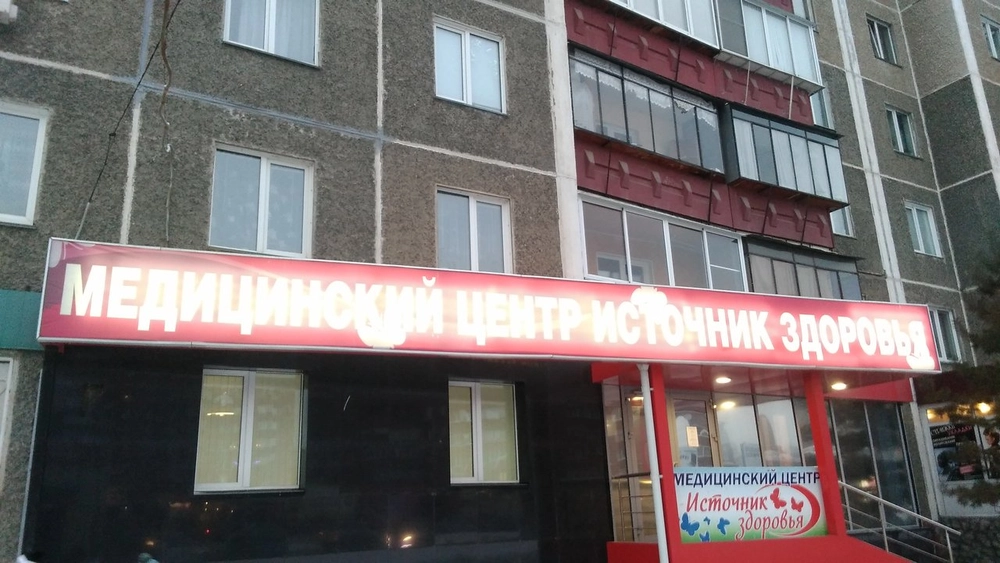 МЕДИЦИНСКИЙ ЦЕНТР ИСТОЧНИК ЗДОРОВЬЯ
МЕДИЦИНСКИЙ ЦЕНТР
Источник
здоровья